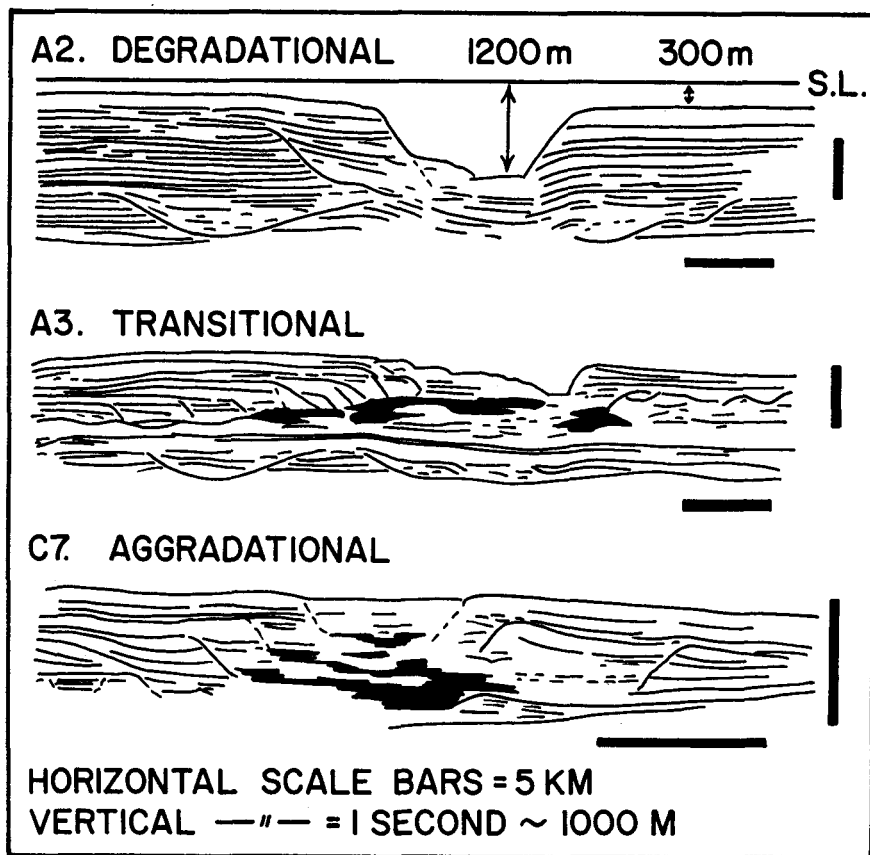 A2. DEGRADATIONAL 1200m 300m
S.L.
A3. TRANSITIONAL
C7. AGGRADATIONAL
HORIZONTAL SCALE BARS = 5 KM
VERTICAL —〃— = 1 SECOND ~ 1000 M